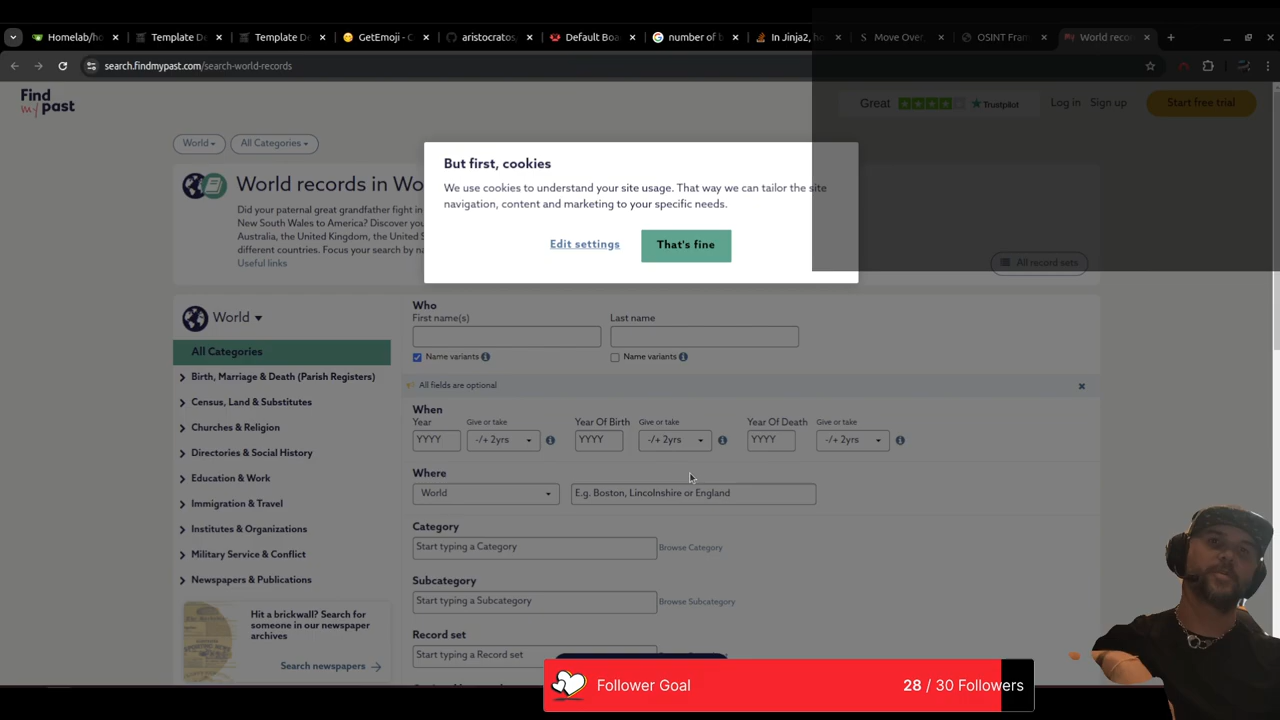 Homelab/ho
Template De
Template De
GetEmoji - C
aristocratos
Default Boa
number of b
In Jinja2, h
Move Over,
OSINT Fram
World reco
search.findmypast.com/search-world-records
Find
my past
Great
Trustpilot
Log in
Sign up
Start free trial
World
All Categories
World records in Wo
Did your paternal great grandfather fight in
New South Wales to America? Discover you
Australia, the United Kingdom, the United S
different countries. Focus your search by na
Useful links
All record sets
But first, cookies
We use cookies to understand your site usage. That way we can tailor the site
navigation, content and marketing to your specific needs.
Edit settings
That's fine
World
All Categories
Birth, Marriage & Death (Parish Registers)
Census, Land & Substitutes
Churches & Religion
Directories & Social History
Education & Work
Immigration & Travel
Institutes & Organizations
Military Service & Conflict
Newspapers & Publications
Hit a brickwall? Search for
someone in our newspaper
archives
Search newspapers
Who
First name(s)
Last name
Name variants
Name variants
All fields are optional
When
Year
Give or take
Year Of Birth
Give or take
Year Of Death
Give or take
YYYY
-/+ 2yrs
YYYY
-/+ 2yrs
YYYY
-/+ 2yrs
Where
World
E.g. Boston, Lincolnshire or England
Category
Start typing a Category
Browse Category
Subcategory
Start typing a Subcategory
Browse Subcategory
Record set
Start typing a Record set
Follower Goal
28 / 30 Followers